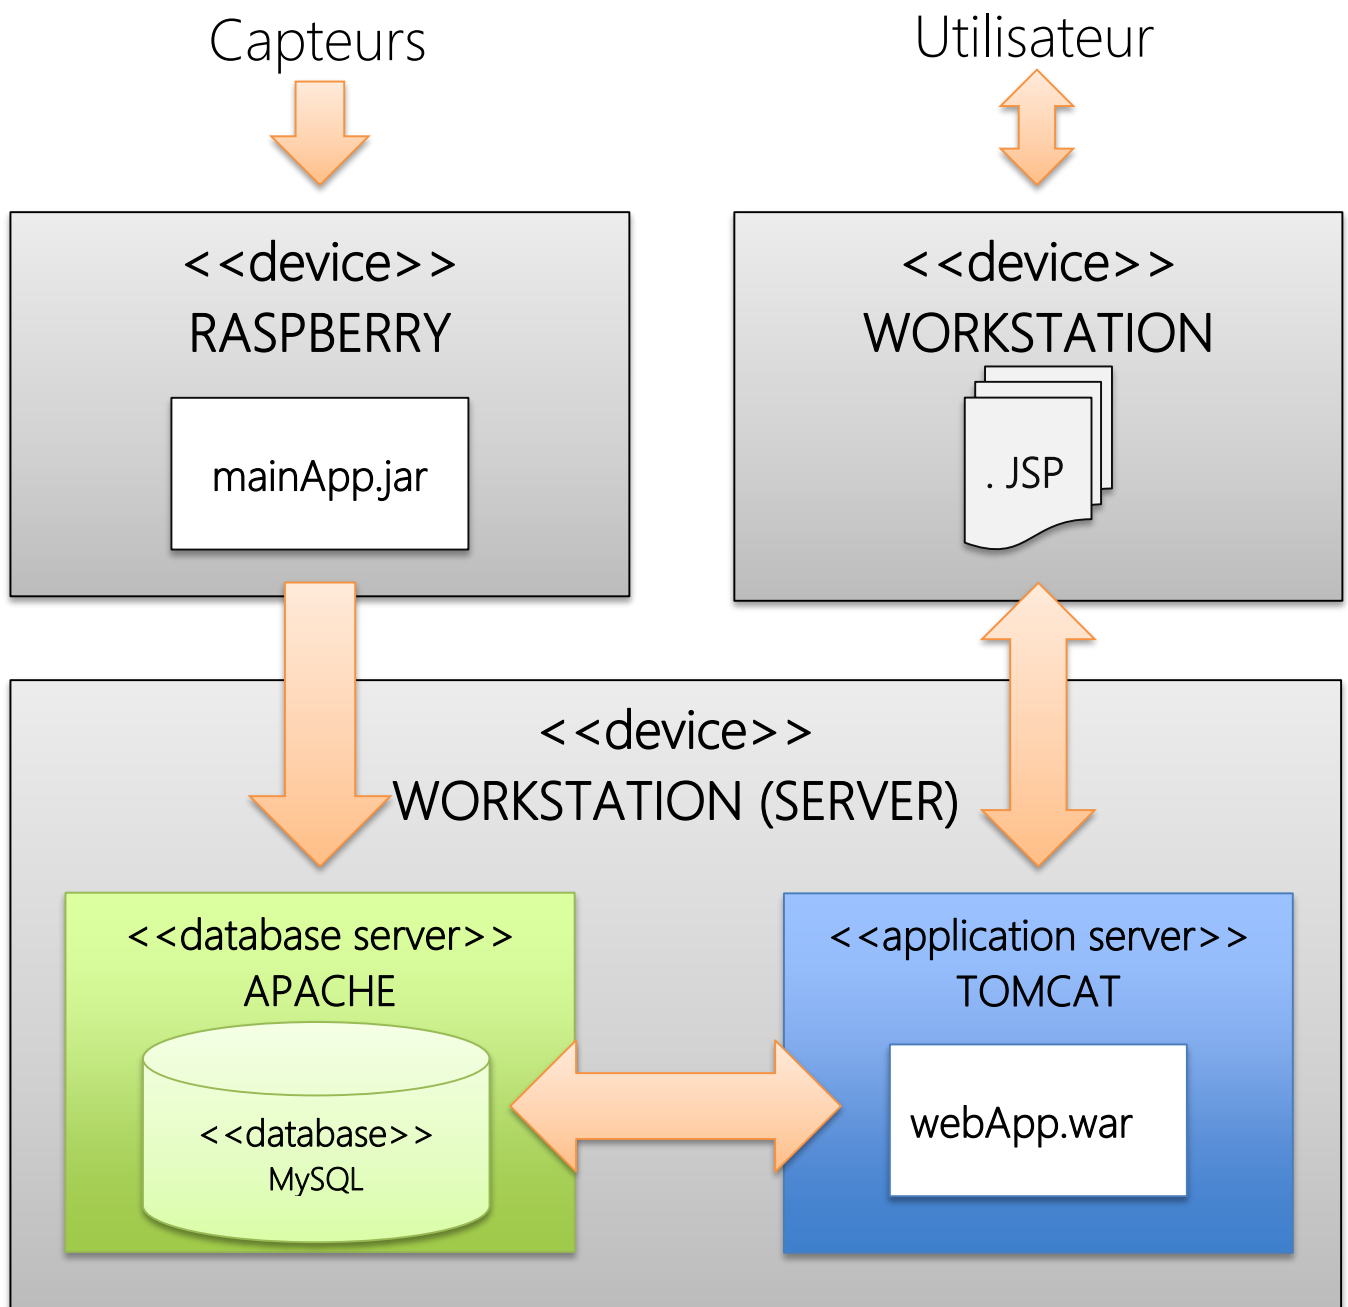 Capteurs
Utilisateur
<<device>>
RASPBERRY
mainApp.jar
<<device>>
WORKSTATION
. JSP
<<device>>
WORKSTATION (SERVER)
<<database server>>
APACHE
<<database>>
MySQL
<<application server>>
TOMCAT
webApp.war